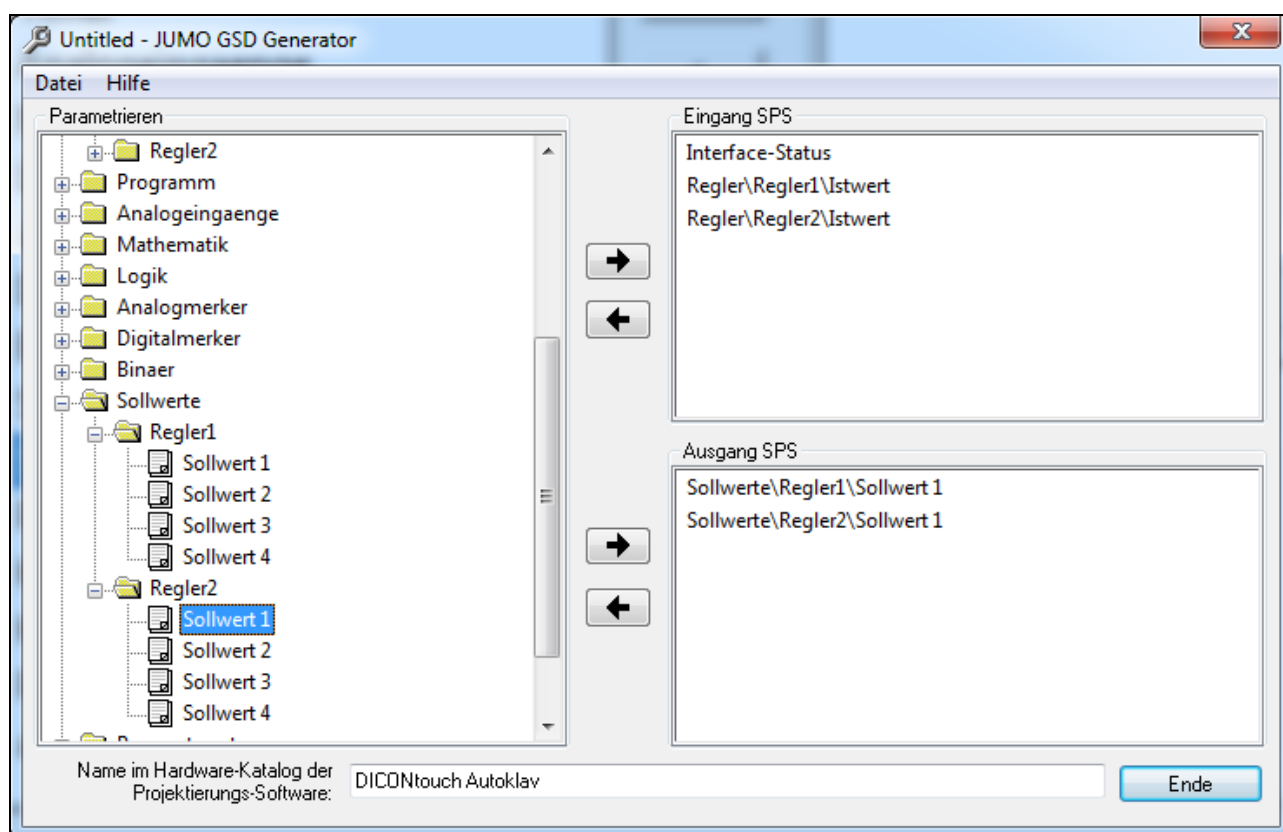 Untitled - JUMO GSD Generator
Datei Hilfe
Parametrieren
Regler2
Programm
Analogeingaenge
Mathematik
Logik
Analogmerker
Digitalmerker
Binaer
Sollwerte
Regler1
Sollwert 1
Sollwert 2
Sollwert 3
Sollwert 4
Regler2
Sollwert 1
Sollwert 2
Sollwert 3
Sollwert 4
Eingang SPS
Interface-Status
Regler\Regler1\Istwert
Regler\Regler2\Istwert
Ausgang SPS
Sollwerte\Regler1\Sollwert 1
Sollwerte\Regler2\Sollwert 1
Name im Hardware-Katalog der
Projektierungs-Software:
DICONtouch Autoklav
Ende